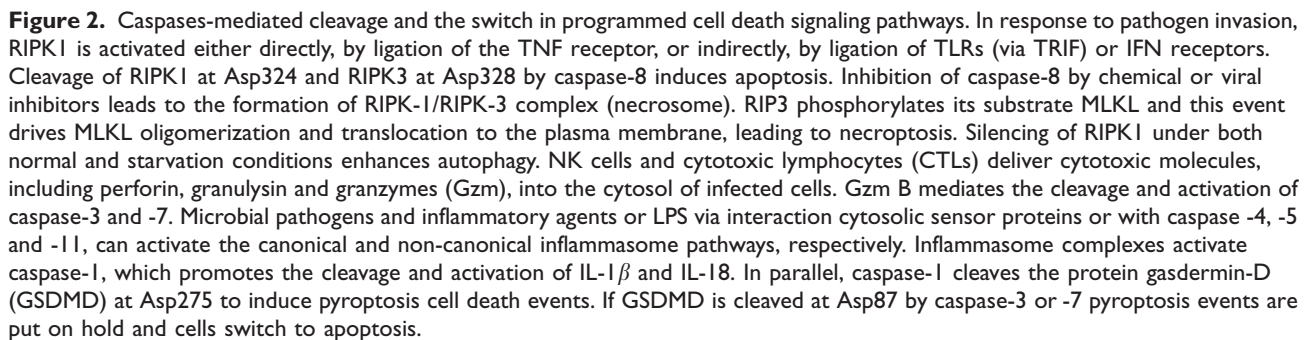 Figure 2. Caspases-mediated cleavage and the switch in programmed cell death signaling pathways. In response to pathogen invasion,
RIPK1 is activated either directly, by ligation of the TNF receptor, or indirectly, by ligation of TLRs (via TRIF) or IFN receptors.
Cleavage of RIPK1 at Asp324 and RIPK3 at Asp328 by caspase-8 induces apoptosis. Inhibition of caspase-8 by chemical or viral
inhibitors leads to the formation of RIPK-1/RIPK-3 complex (necrosome). RIP3 phosphorylates its substrate MLKL and this event
drives MLKL oligomerization and translocation to the plasma membrane, leading to necroptosis. Silencing of RIPK1 under both
normal and starvation conditions enhances autophagy. NK cells and cytotoxic lymphocytes (CTLs) deliver cytotoxic molecules,
including perforin, granulysin and granzymes (Gzm), into the cytosol of infected cells. Gzm B mediates the cleavage and activation of
caspase-3 and -7. Microbial pathogens and inflammatory agents or LPS via interaction cytosolic sensor proteins or with caspase -4, -5
and -11, can activate the canonical and non-canonical inflammasome pathways, respectively. Inflammasome complexes activate
caspase-1, which promotes the cleavage and activation of IL-1β and IL-18. In parallel, caspase-1 cleaves the protein gasdermin-D
(GSDMD) at Asp275 to induce pyroptosis cell death events. If GSDMD is cleaved at Asp87 by caspase-3 or -7 pyroptosis events are
put on hold and cells switch to apoptosis.